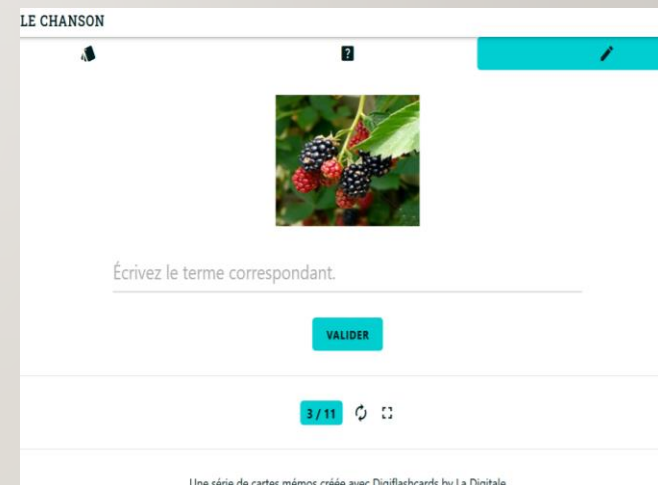 LE CHANSON
?
Écrivez le terme correspondant.
VALIDER
3 / 11
Une série de cartes mémos créée avec Digiflashcards by La Digitale